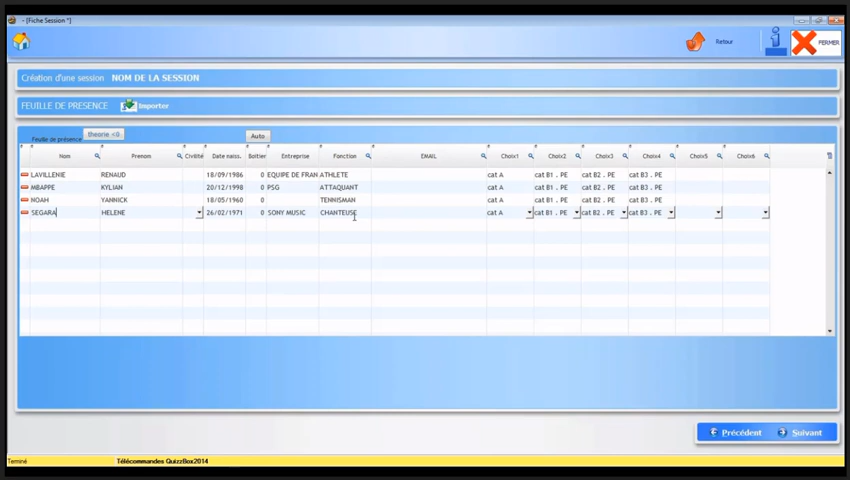 - [Fiche Session *]
Retour
FERMER
Création d'une session NOM DE LA SESSION
FEUILLE DE PRESENCE Importer
Feuille de présence theorie <0 Auto
Nom Prenom Civilité Date naiss. Boitier Entreprise Fonction EMAIL Choix1 Choix2 Choix3 Choix4 Choix5 Choix6
LAVILLENIE RENAUD 18/09/1986 0 EQUIPE DE FRAN ATHLETE cat A cat B1 . PE cat B2 . PE cat B3 . PE
MBAPPE KYLIAN 20/12/1998 0 PSG ATTAQUANT cat A cat B1 . PE cat B2 . PE cat B3 . PE
NOAH YANNICK 18/05/1960 0 TENNISMAN cat A cat B1 . PE cat B2 . PE cat B3 . PE
SEGARA HELENE 26/02/1971 0 SONY MUSIC CHANTEUSE cat A cat B1 . PE cat B2 . PE cat B3 . PE
Précédent Suivant
Terminé Télécommandes QuizzBox2014